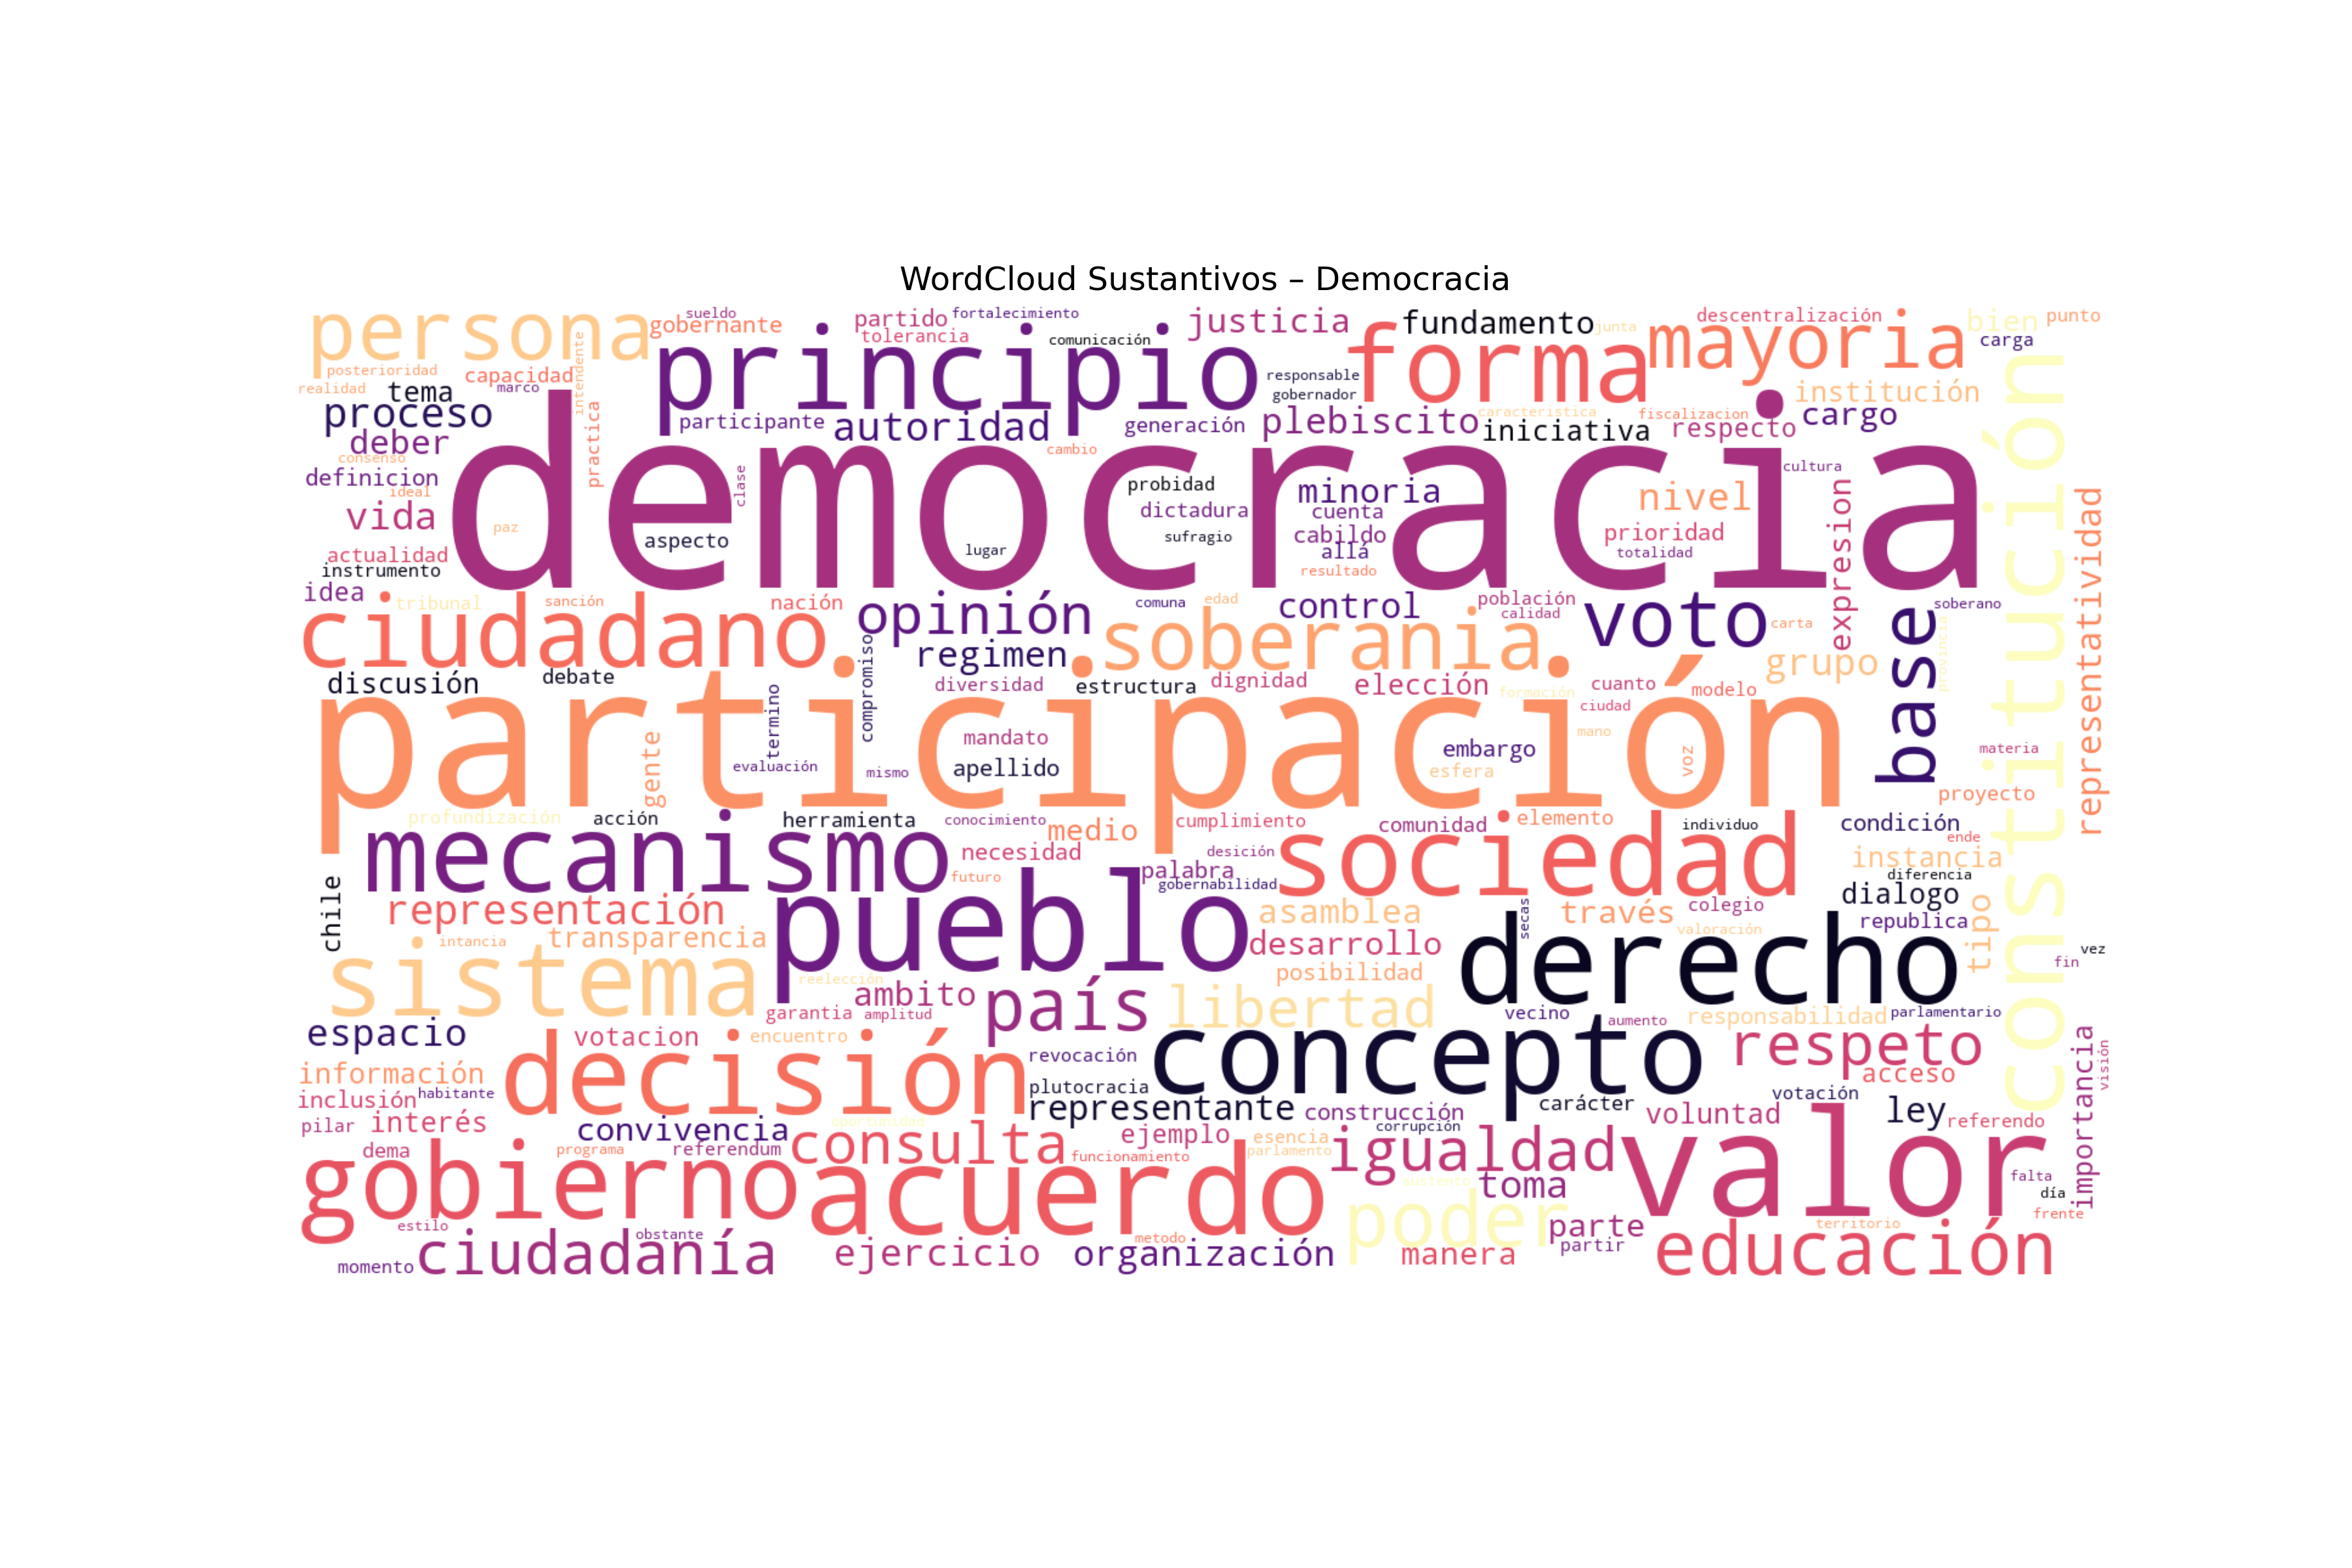 WordCloud Sustantivos – Democracia
persona
sueldo
gobernante
partido
fortalecimiento
tolerancia
comunicación
justicia
fundamento
junta
descentralización
mayoria
bien
punto
carga
intendente
principio
forma
posterioridad
realidad
capacidad
marco
tema
responsable
gobernador
institución
proceso
practica
participante
autoridad
generación
plebiscito
caracteristica
iniciativa
fiscalizacion
respecto
cargo
deber
cambio
consenso
definicion
ideal
democracia
clase
probidad
minoria
nivel
cultura
expresion
constitución
representatividad
vida
paz
dictadura
cuenta
prioridad
aspecto
lugar
sufragio
cabildo
allá
totalidad
resultado
actualidad
instrumento
idea
tribunal
sanción
nación
opinión
comuna
edad
control
población
calidad
voto
carta
base
soberano
provincia
ciudadano
compromiso
regimen
soberania
grupo
discusión
debate
diversidad
estructura
dignidad
elección
formación
cuanto
modelo
ciudad
termino
participación
gente
mandato
mano
voz
embargo
materia
evaluación
mismo
apellido
esfera
proyecto
profundización
acción
herramienta
conocimiento
medio
cumplimiento
comunidad
elemento
individuo
condición
ende
mecanismo
necesidad
desición
sociedad
instancia
futuro
palabra
gobernabilidad
diferencia
chile
pueblo
dialogo
representación
asamblea
secas
través
colegio
republica
tipo
intancia
transparencia
desarrollo
valoración
derecho
vez
fin
sistema
reelección
posibilidad
ambito
país
libertad
garantia
amplitud
vecino
aumento
responsabilidad
parlamentario
espacio
votacion
encuentro
decisión
revocación
concepto
respeto
importancia
visión
información
plutocracia
acceso
inclusión
habitante
representante
construcción
carácter
votación
voluntad
ley
referendo
pilar
interés
convivencia
oportunidad
ejemplo
esencia
corrupción
dema
programa
referendum
consulta
funcionamiento
parlamento
igualdad
valor
gobierno
acuerdo
sustento
toma
falta
día
poder
estilo
obstante
metodo
parte
territorio
frente
momento
ciudadanía
ejercicio
organización
manera
partir
educación